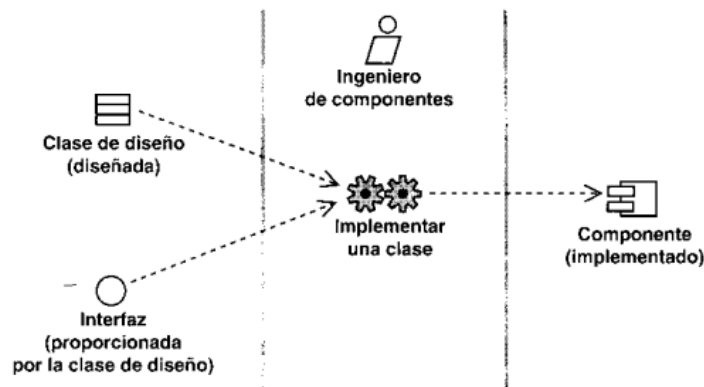 Ingeniero
de componentes
Clase de diseño
(diseñada)
Implementar
una clase
Componente
(implementado)
Interfaz
(proporcionada
por la clase de diseño)